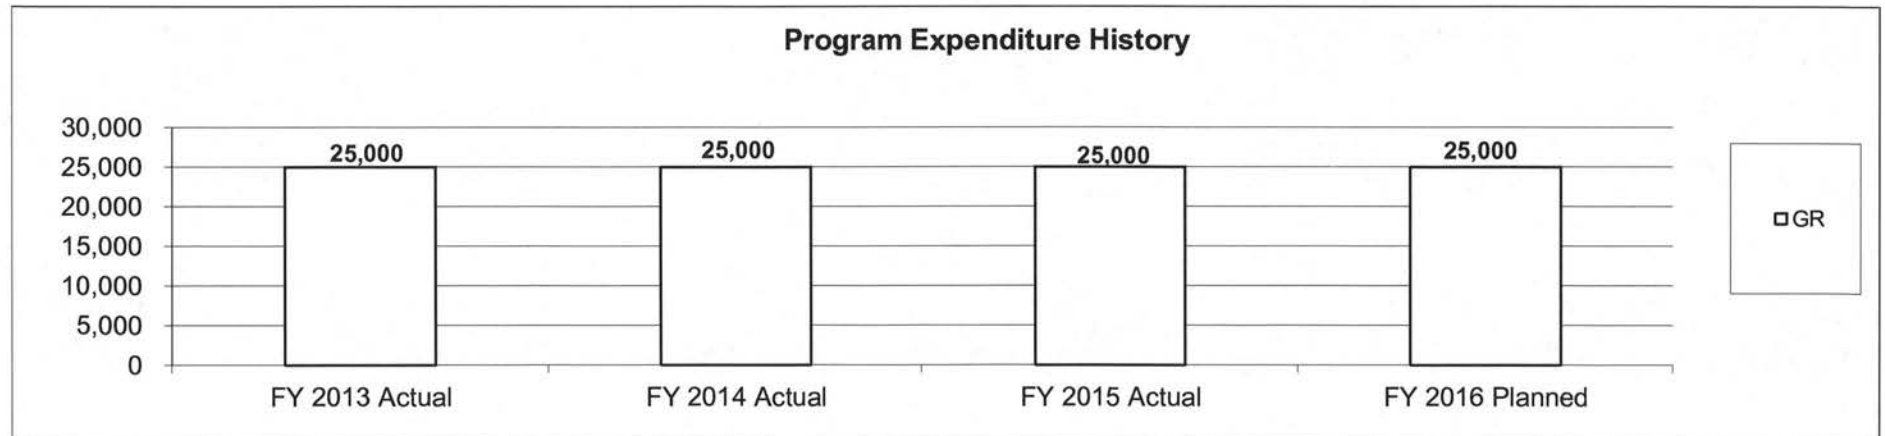 Program Expenditure History
30,000
25,000
20,000
15,000
10,000
5,000
0
25,000
25,000
25,000
25,000
FY 2013 Actual
FY 2014 Actual
FY 2015 Actual
FY 2016 Planned
GR